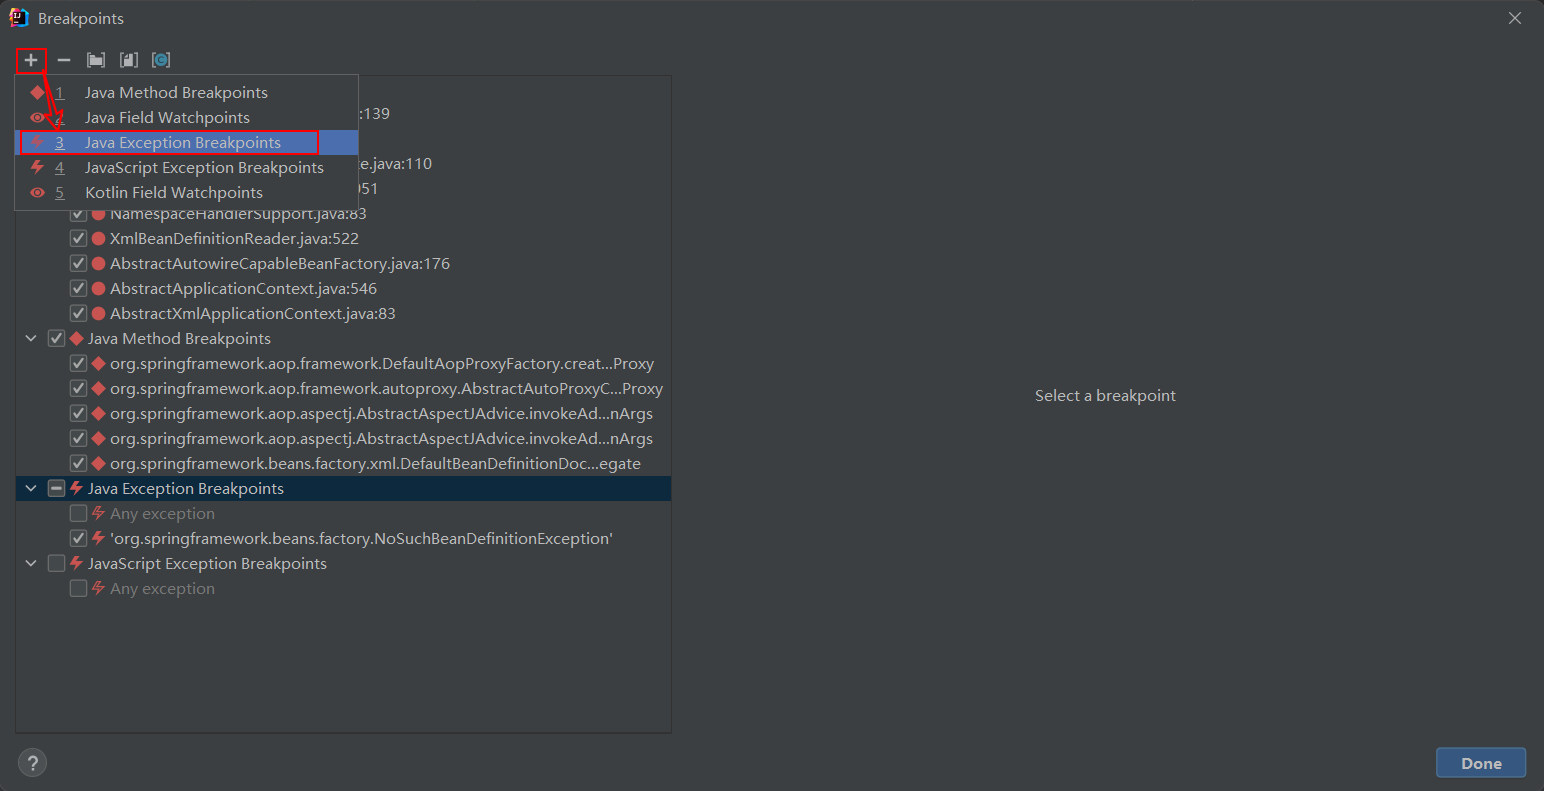 Breakpoints
1 Java Method Breakpoints
2 Java Field Watchpoints
:139
3 Java Exception Breakpoints
4 JavaScript Exception Breakpoints
e.java:110
5 Kotlin Field Watchpoints
051
NamespaceHandlerSupport.java:83
XmlBeanDefinitionReader.java:522
AbstractAutowireCapableBeanFactory.java:176
AbstractApplicationContext.java:546
AbstractXmlApplicationContext.java:83
Java Method Breakpoints
org.springframework.aop.framework.DefaultAopProxyFactory.creat...Proxy
org.springframework.aop.framework.autoproxy.AbstractAutoProxyC...Proxy
org.springframework.aop.aspectj.AbstractAspectJAdvice.invokeAd...nArgs
org.springframework.aop.aspectj.AbstractAspectJAdvice.invokeAd...nArgs
org.springframework.beans.factory.xml.DefaultBeanDefinitionDoc...egate
Java Exception Breakpoints
Any exception
'org.springframework.beans.factory.NoSuchBeanDefinitionException'
JavaScript Exception Breakpoints
Any exception
Select a breakpoint
?
Done